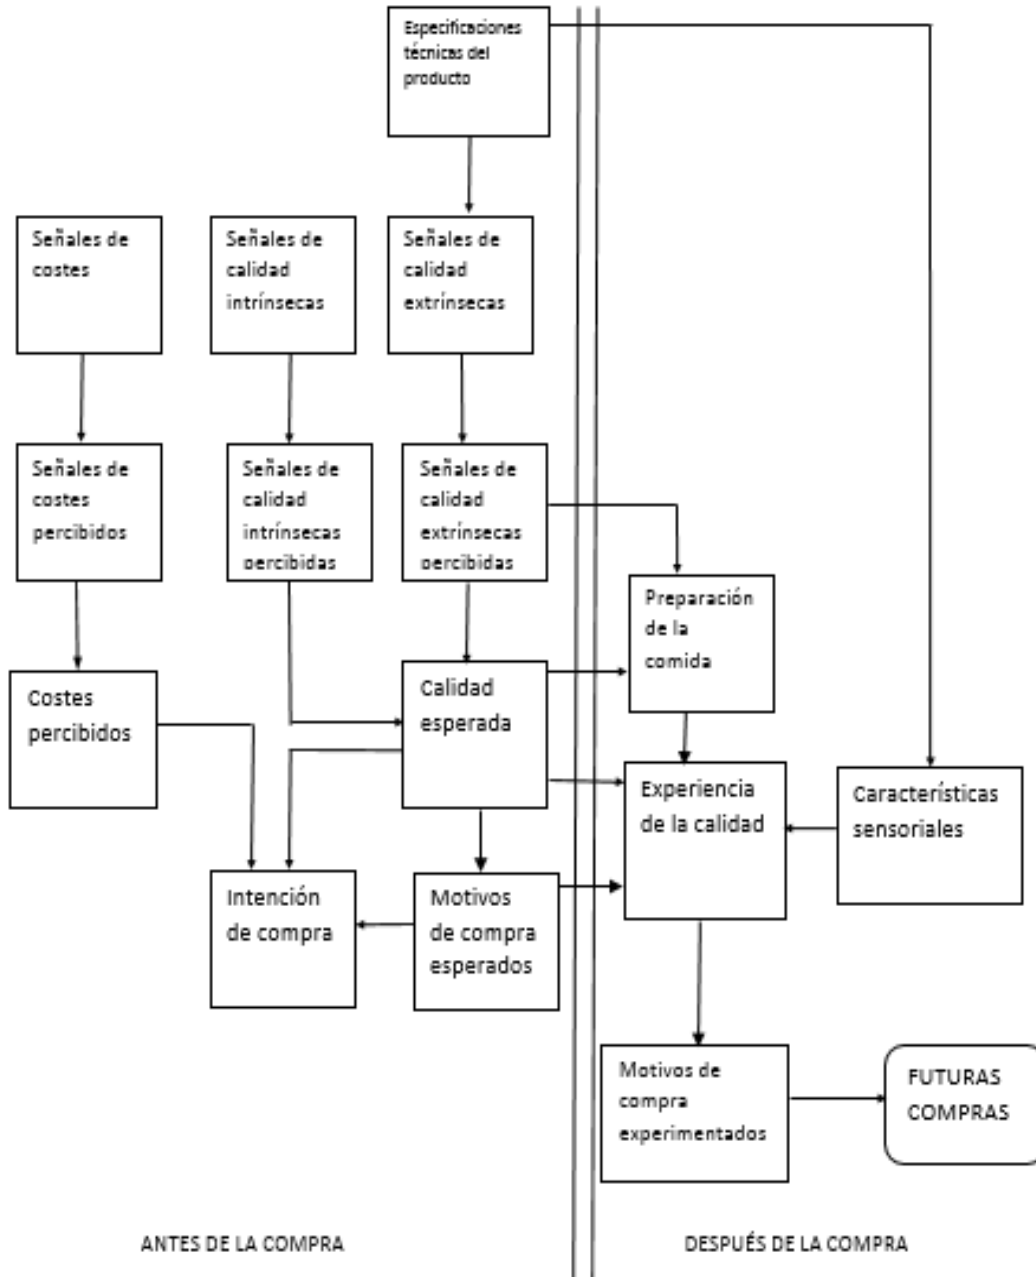 Especificaciones
técnicas del
producto
Señales de
costes
Señales de
calidad
intrínsecas
Señales de
calidad
extrínsecas
Señales de
costes
percibidos
Señales de
calidad
intrínsecas
percibidas
Señales de
calidad
extrínsecas
percibidas
Preparación
de la
comida
Costes
percibidos
Calidad
esperada
Experiencia
de la calidad
Características
sensoriales
Intención
de compra
Motivos
de compra
esperados
Motivos de
compra
experimentados
FUTURAS
COMPRAS
ANTES DE LA COMPRA
DESPUÉS DE LA COMPRA